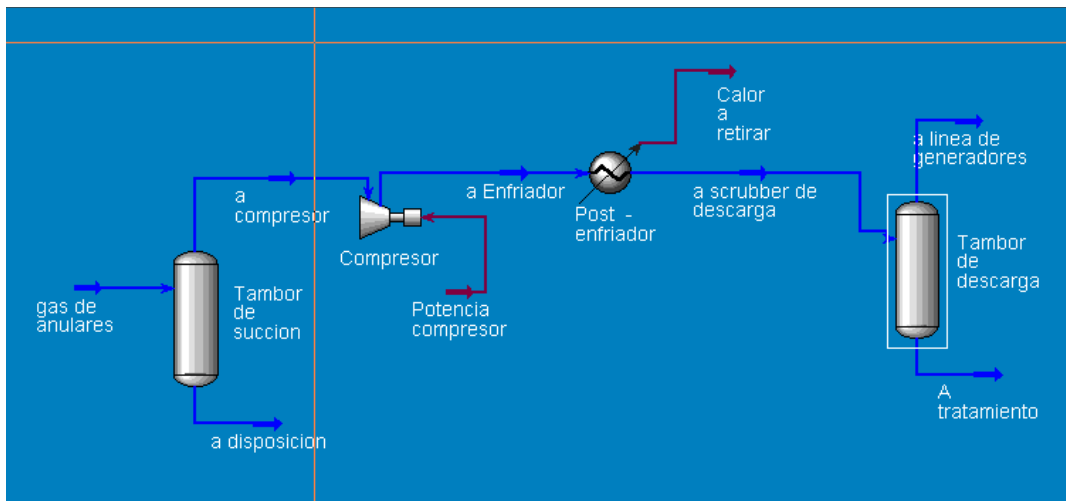 gas de
anulares
Tambor
de
succion
a disposicion
a
compresor
Compresor
Potencia
compresor
a Enfriador
Post -
enfriador
Calor
a
retirar
a scrubber de
descarga
a linea de
generadores
Tambor
de
descarga
A
tratamiento